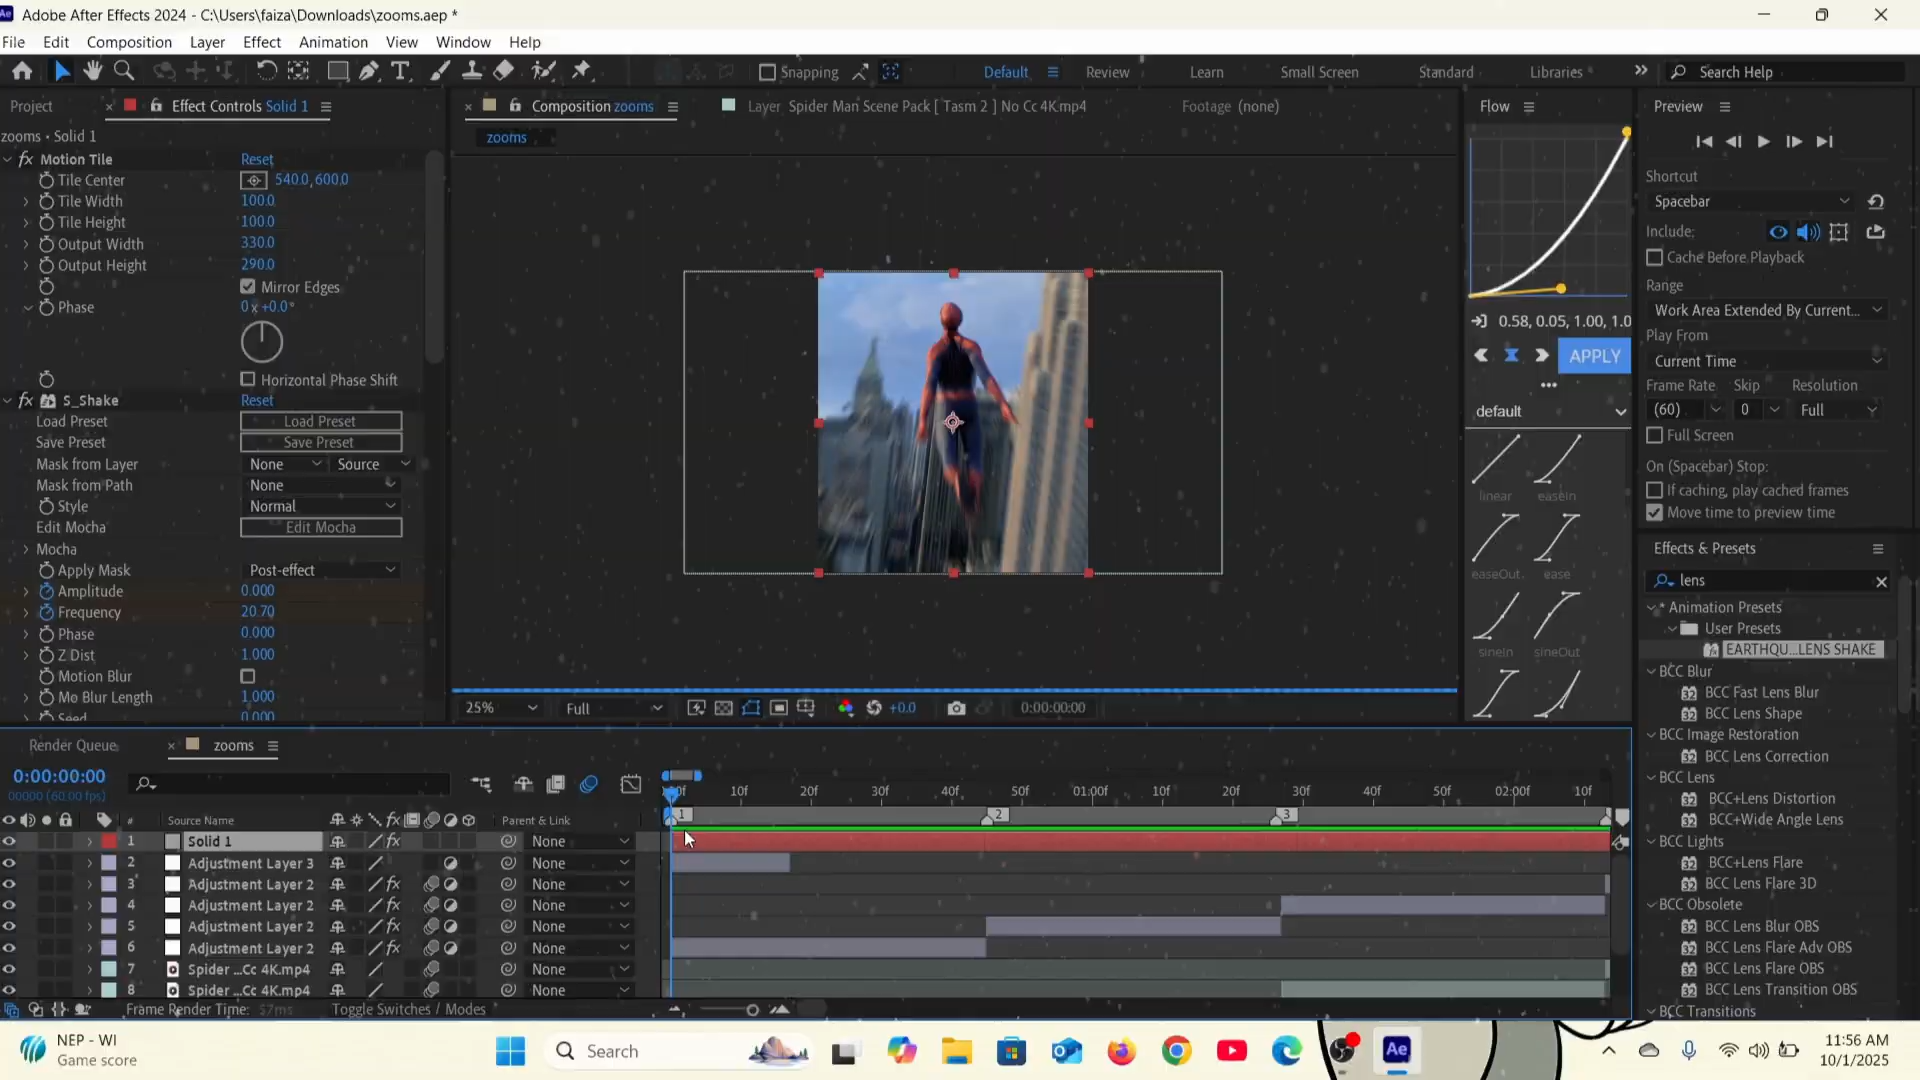 Adobe After Effects 2024 - C:\Users\faiza\Downloads\zooms.aep *
File Edit Composition Layer Effect Animation View Window Help
Snapping
Default Review Learn Small Screen Standard Libraries
Search Help
Project
Effect Controls Solid 1
zooms • Solid 1
Motion Tile Reset
Tile Center 540.0,600.0
Tile Width 100.0
Tile Height 100.0
Output Width 330.0
Output Height 290.0
Mirror Edges
Phase 0 x+0.0°
Horizontal Phase Shift
S_Shake Reset
Load Preset Load Preset
Save Preset Save Preset
Mask from Layer None Source
Mask from Path None
Style Normal
Edit Mocha Edit Mocha
Mocha
Apply Mask Post-effect
Amplitude 0.000
Frequency 20.70
Phase 0.000
Z Dist 1.000
Motion Blur
Mo Blur Length 1.000
Seed 0.000
Composition zooms
Layer Spider Man Scene Pack [ Tasm 2 ] No Cc 4K.mp4
Footage (none)
zooms
25% Full +0.0 0:00:00:00
Flow
0.58, 0.05, 1.00, 1.0
APPLY
default
linear easeIn
easeOut ease
sineIn sineOut
Preview
Shortcut
Spacebar
Include:
Cache Before Playback
Range
Work Area Extended By Current...
Play From
Current Time
Frame Rate Skip Resolution
(60) 0 Full
Full Screen
On (Spacebar) Stop:
If caching, play cached frames
Move time to preview time
Effects & Presets
lens
* Animation Presets
User Presets
EARTHQU...LENS SHAKE
BCC Blur
BCC Fast Lens Blur
BCC Lens Shape
BCC Image Restoration
BCC Lens Correction
BCC Lens
BCC+Lens Distortion
BCC+Wide Angle Lens
BCC Lights
BCC+Lens Flare
BCC Lens Flare 3D
BCC Obsolete
BCC Lens Blur OBS
BCC Lens Flare Adv OBS
BCC Lens Flare OBS
BCC Lens Transition OBS
BCC Transitions
Render Queue
zooms
0:00:00:00
00000 (60.00 fps)
10f 20f 30f 40f 50f 01:00f 10f 20f 30f 40f 50f 02:00f 10f
1 2 3
# Source Name Parent & Link
1 Solid 1 None
2 Adjustment Layer 3 None
3 Adjustment Layer 2 None
4 Adjustment Layer 2 None
5 Adjustment Layer 2 None
6 Adjustment Layer 2 None
7 Spider ...Cc 4K.mp4 None
8 Spider ...Cc 4K.mp4 None
Frame Render Time: Toggle Switches / Modes
NEP - WI
Game score
Search
Ae
11:56 AM
10/1/2025